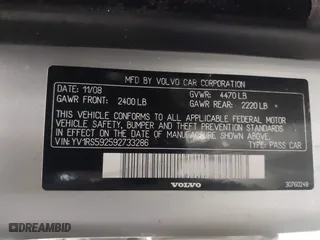 MFD BY VOLVO CAR CORPORATION
DATE: 11/08 GVWR: 4470 LB
GAWR FRONT: 2400 LB GAWR REAR: 2220 LB
THIS VEHICLE CONFORMS TO ALL APPLICABLE FEDERAL MOTOR
VEHICLE SAFETY, BUMPER AND THEFT PREVENTION STANDARDS
IN EFFECT ON THE DATE OF MANUFACTURE SHOWN ABOVE.
VIN: YV1RS592592733286 TYPE: PASS CAR
VOLVO